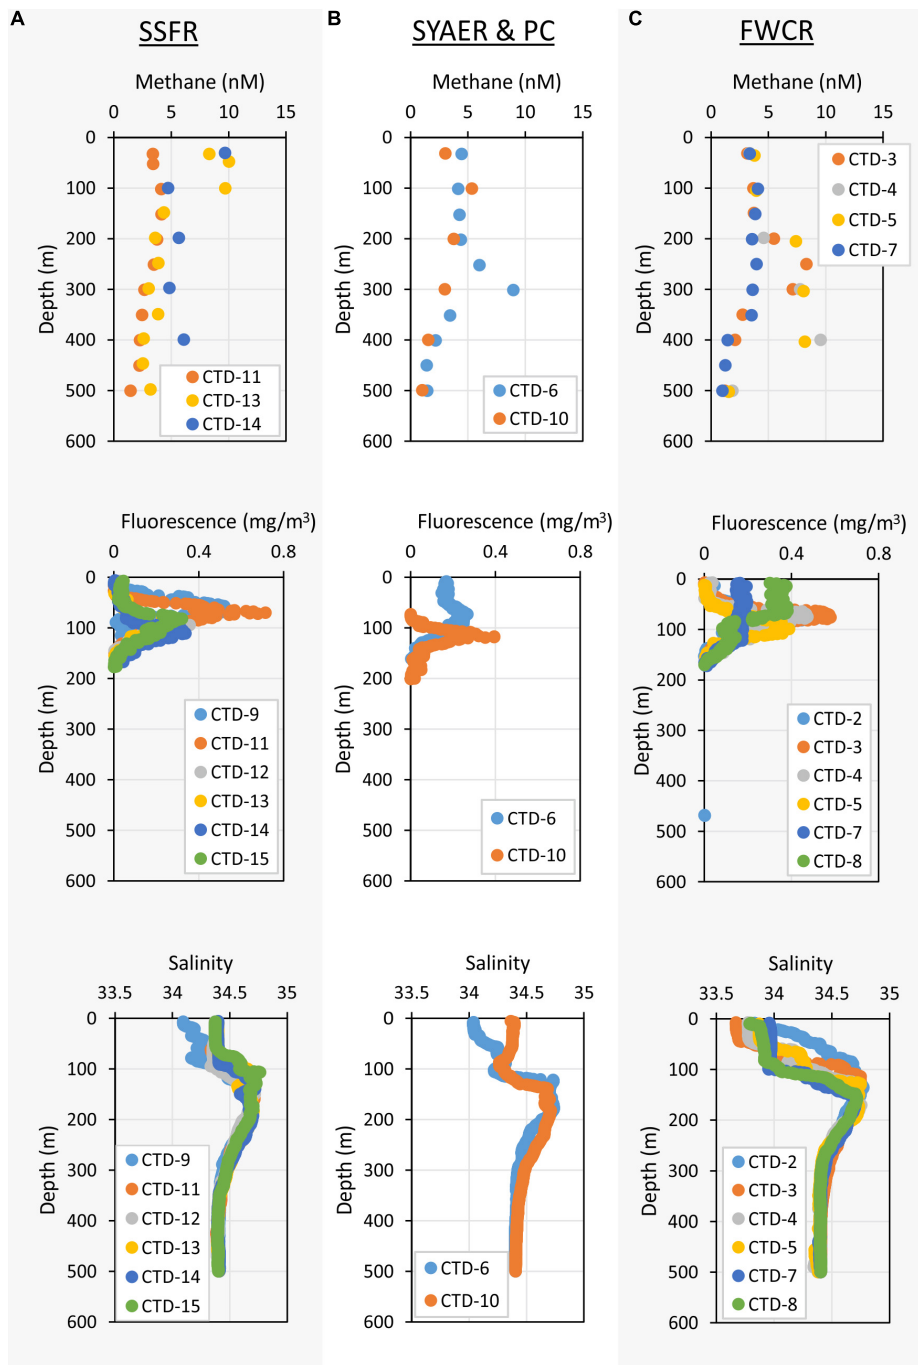 A
SSFR
Methane (nM)
0 5 10 15
0
100
200
300
400
500
600
Depth (m)
CTD-11
CTD-13
CTD-14
Fluorescence (mg/m³)
0 0.4 0.8
0
100
200
300
400
500
600
Depth (m)
CTD-9
CTD-11
CTD-12
CTD-13
CTD-14
CTD-15
Salinity
33.5 34 34.5 35
0
100
200
300
400
500
600
Depth (m)
CTD-9
CTD-11
CTD-12
CTD-13
CTD-14
CTD-15
B
SYAER & PC
Methane (nM)
0 5 10 15
0
100
200
300
400
500
600
Depth (m)
CTD-6
CTD-10
Fluorescence (mg/m³)
0 0.4 0.8
0
100
200
300
400
500
600
Depth (m)
CTD-6
CTD-10
Salinity
33.5 34 34.5 35
0
100
200
300
400
500
600
Depth (m)
CTD-6
CTD-10
C
FWCR
Methane (nM)
0 5 10 15
0
100
200
300
400
500
600
Depth (m)
CTD-3
CTD-4
CTD-5
CTD-7
Fluorescence (mg/m³)
0 0.4 0.8
0
100
200
300
400
500
600
Depth (m)
CTD-2
CTD-3
CTD-4
CTD-5
CTD-7
CTD-8
Salinity
33.5 34 34.5 35
0
100
200
300
400
500
600
Depth (m)
CTD-2
CTD-3
CTD-4
CTD-5
CTD-7
CTD-8